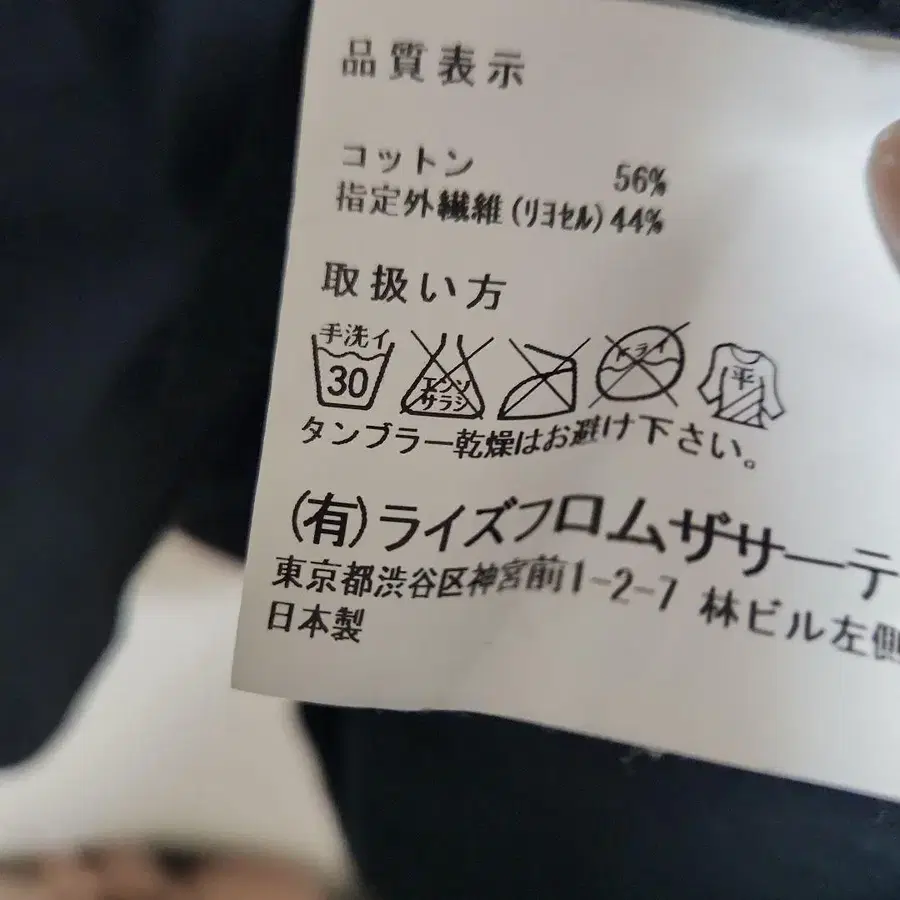 品質表示
コットン 56%
指定外繊維(リヨセル)44%
取扱い方
手洗イ
30
エンソ
サラシ
ドライ
平
タンブラー乾燥はお避け下さい。
(有)ライズフロムザサーテ
東京都渋谷区神宮前1-2-7 林ビル左側
日本製